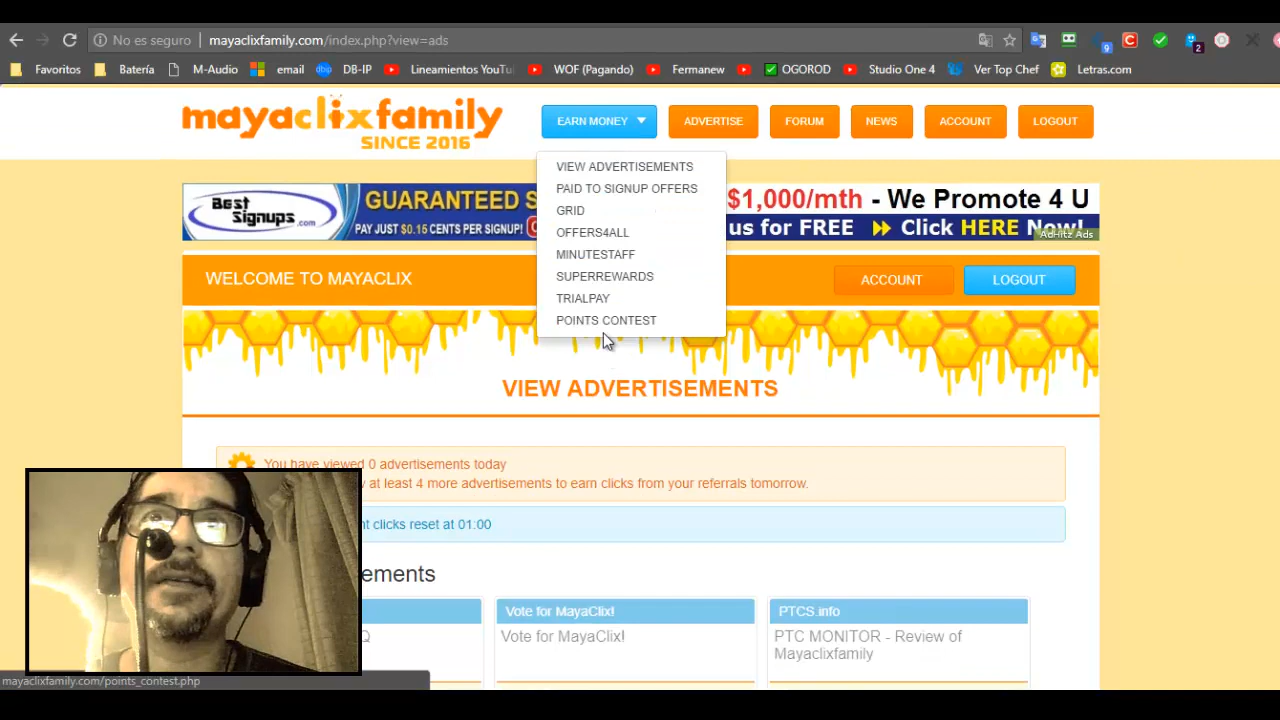 No es seguro | mayaclixfamily.com/index.php?view=ads
9
2
Favoritos Batería M-Audio email dbip DB-IP Lineamientos YouTu WOF (Pagando) Fermanew OGOROD Studio One 4 Ver Top Chef Letras.com
mayaclixfamily
SINCE 2016
EARN MONEY ADVERTISE FORUM NEWS ACCOUNT LOGOUT
VIEW ADVERTISEMENTS
PAID TO SIGNUP OFFERS
GRID
OFFERS4ALL
MINUTESTAFF
SUPERREWARDS
TRIALPAY
POINTS CONTEST
Best Signups.com
GUARANTEED S
PAY JUST $0.15 CENTS PER SIGNUP!
$1,000/mth - We Promote 4 U
us for FREE Click HERE Now!
AdHitz Ads
WELCOME TO MAYACLIX ACCOUNT LOGOUT
VIEW ADVERTISEMENTS
You have viewed 0 advertisements today
at least 4 more advertisements to earn clicks from your referrals tomorrow.
clicks reset at 01:00
ements
Vote for MayaClix!
Vote for MayaClix!
PTCS.info
PTC MONITOR - Review of
Mayaclixfamily
mayaclixfamily.com/points_contest.php